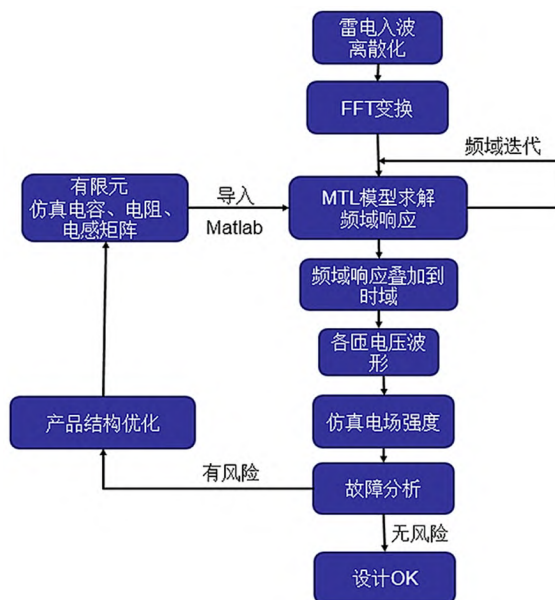 雷电入波
离散化
FFT变换
频域迭代
有限元
仿真电容、电阻、
电感矩阵
导入
Matlab
MTL模型求解
频域响应
频域响应叠加到
时域
各匝电压波
形
产品结构优化
仿真电场强度
有风险
故障分析
无风险
设计OK